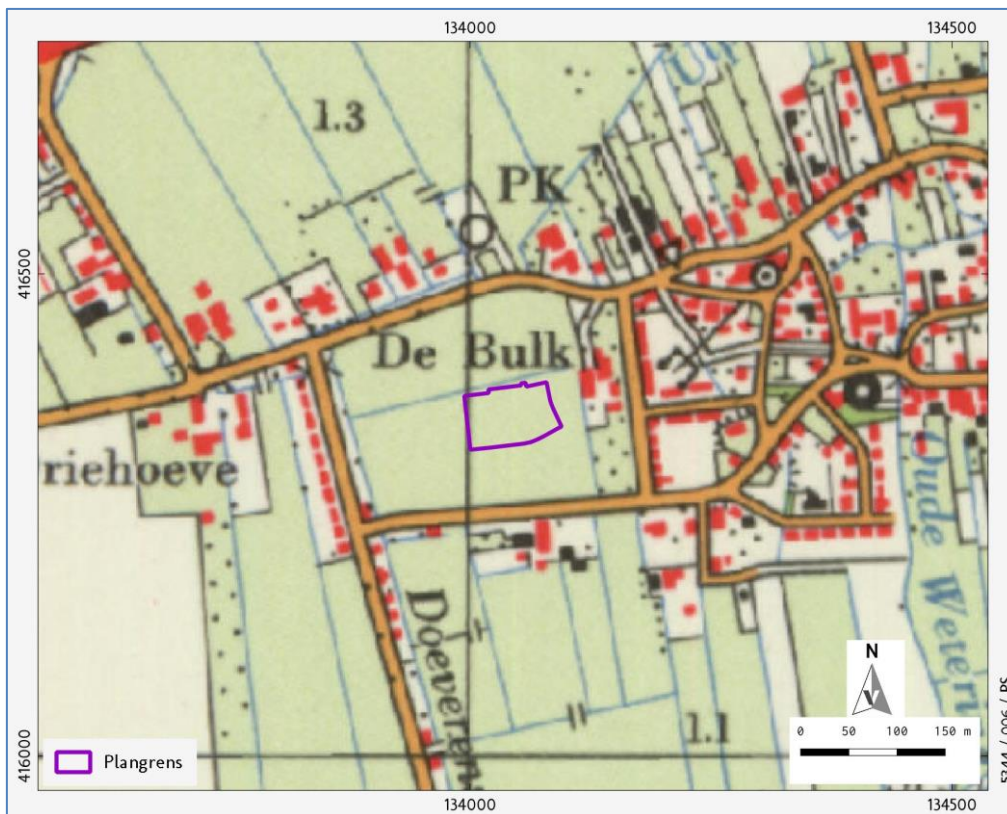 134000 134500
1.3
PK
416500
De Bulk
riehoeve
Oude Weterin
Doeveren
N
1.1
0 50 100 150 m
416000
Plangrens
134000 134500